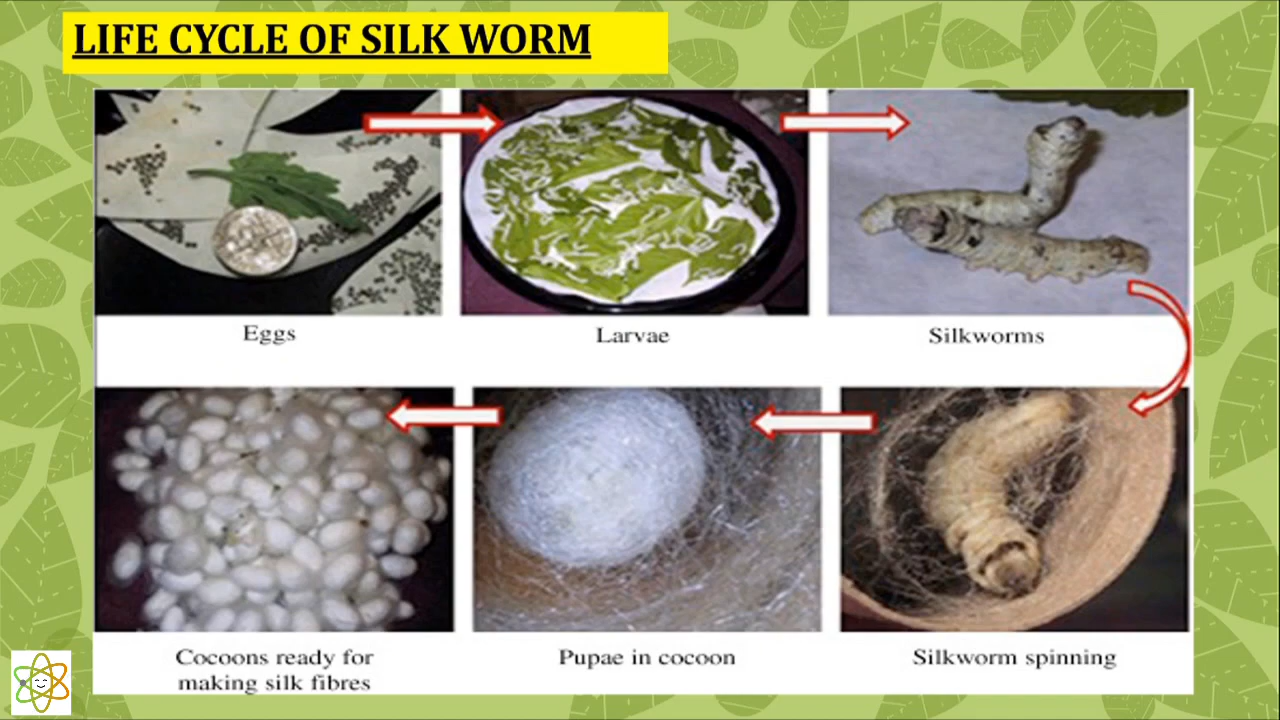 LIFE CYCLE OF SILK WORM
Eggs
Larvae
Silkworms
Cocoons ready for
making silk fibres
Pupae in cocoon
Silkworm spinning